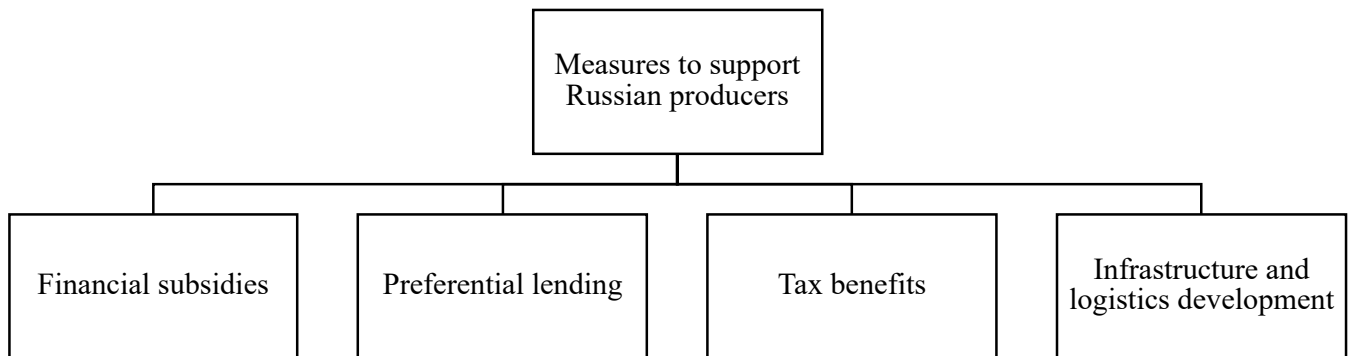 Measures to support
Russian producers
Financial subsidies
Preferential lending
Tax benefits
Infrastructure and
logistics development